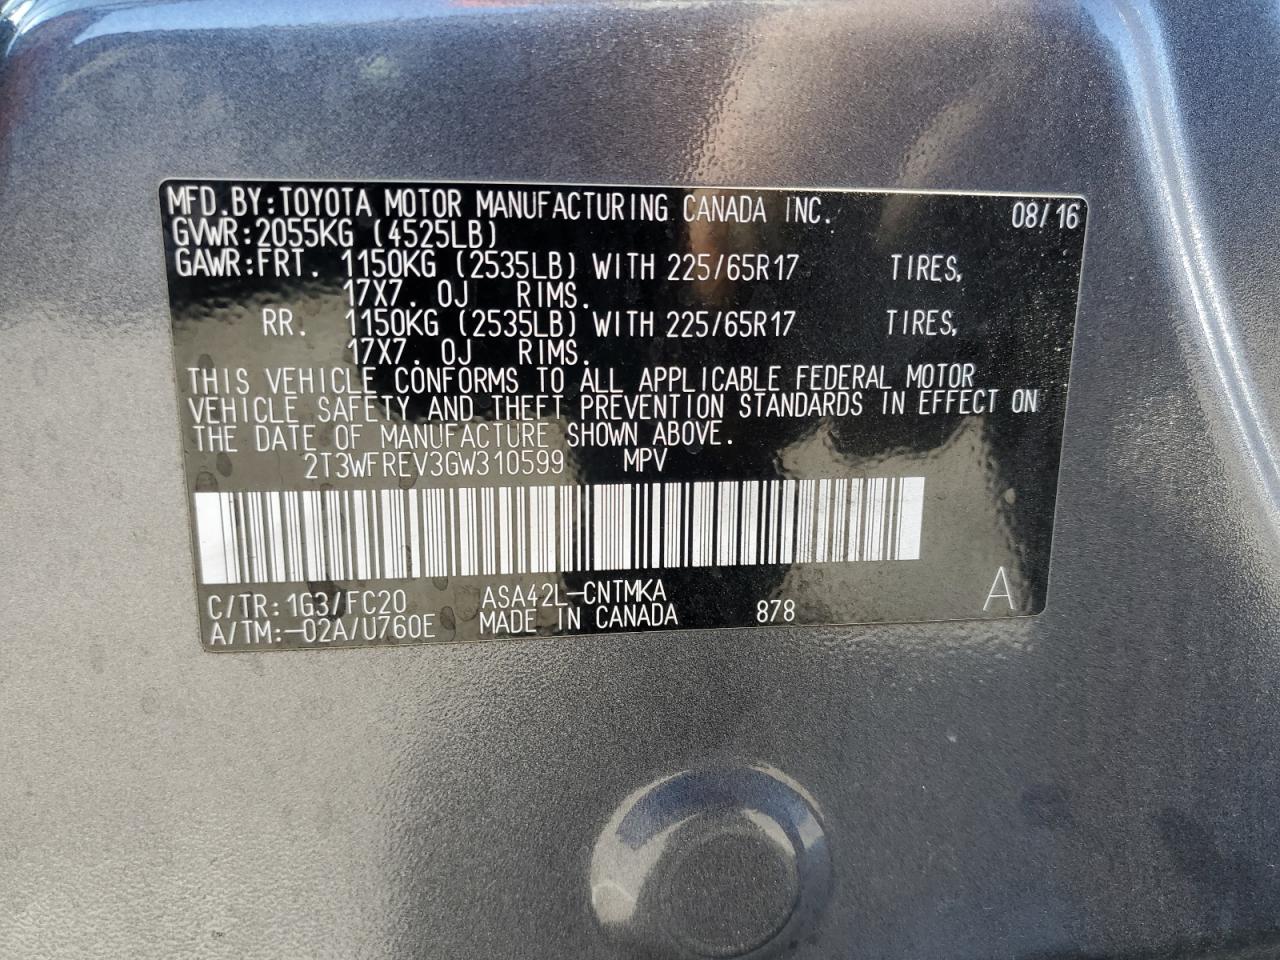 MFD.BY:TOYOTA MOTOR MANUFACTURING CANADA INC. 08/16
GVWR:2055KG (4525LB)
GAWR:FRT. 1150KG (2535LB) WITH 225/65R17 TIRES,
17X7. 0J RIMS.
RR. 1150KG (2535LB) WITH 225/65R17 TIRES,
17X7. 0J RIMS.
THIS VEHICLE CONFORMS TO ALL APPLICABLE FEDERAL MOTOR
VEHICLE SAFETY AND THEFT PREVENTION STANDARDS IN EFFECT ON
THE DATE OF MANUFACTURE SHOWN ABOVE.
2T3WFREV3GW310599 MPV
C/TR:1G3/FC20 ASA42L-CNTMKA
A/TM:-02A/U760E MADE IN CANADA 878 A